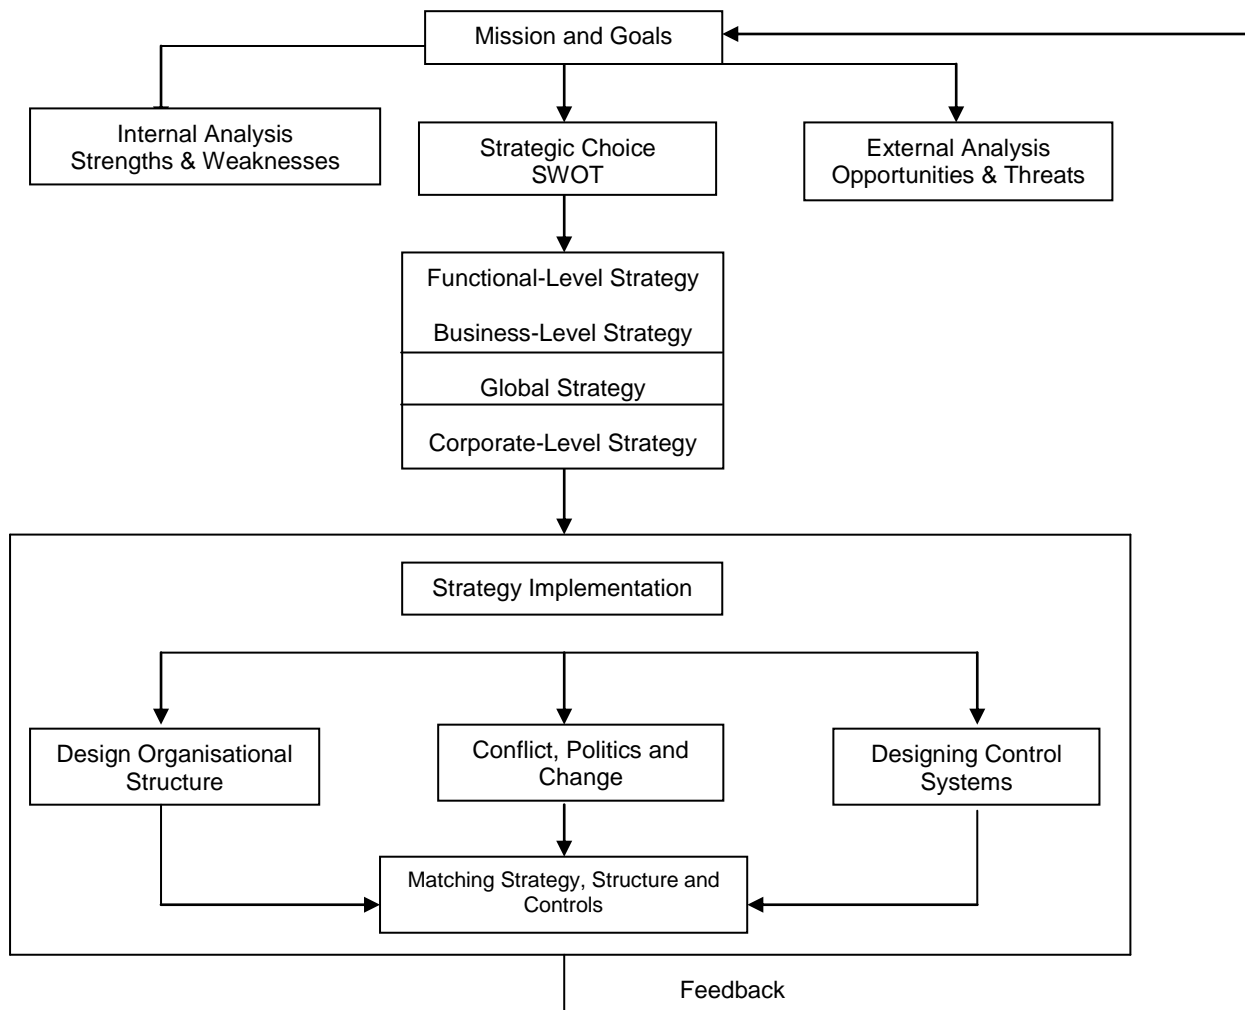 Mission and Goals
Internal Analysis
Strengths & Weaknesses
Strategic Choice
SWOT
External Analysis
Opportunities & Threats
Functional-Level Strategy
Business-Level Strategy
Global Strategy
Corporate-Level Strategy
Strategy Implementation
Design Organisational
Structure
Conflict, Politics and
Change
Designing Control
Systems
Matching Strategy, Structure and
Controls
Feedback